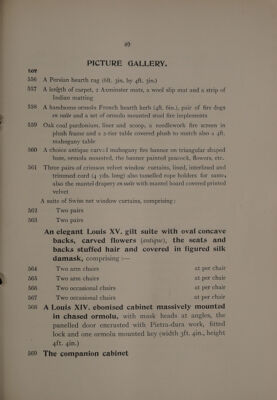 49
PICTURE GALLERY.
LOT
556 A Persian hearth rug (6ft. 3in. by 4ft. 3in.)
557 A length of carpet, 2 Axminster mats, a wool slip mat and a strip of
Indian matting
558 A handsome ormolu French hearth kerb (4ft. 6in.), pair of fire dogs
en suite and a set of ormolu mounted steel fire implements
559 Oak coal pardonium, liner and scoop, a needlework fire screen in
plush frame and a 2-tier table covered plush to match also a 4ft.
mahogany table
560 A choice antique carved mahogany fire banner on triangular shaped
base, ormolu mounted, the banner painted peacock, flowers, etc.
561 Three pairs of crimson velvet window curtains, lined, interlined and
trimmed cord (4 yds. long) also tasselled rope holders for same,
also the mantel drapery en suite with mantel board covered printed
velvet
A suite of Swiss net window curtains, comprising:
562 Two pairs
563 Two pairs
An elegant Louis XV. gilt suite with oval concave
backs, carved flowers (antique), the seats and
backs stuffed hair and covered in figured silk
damask, comprising :—
564 Two arm chairs at per chair
565 Two arm chairs at per chair
566 Two occasional chairs at per chair
567 Two occasional chairs at per chair
568 A Louis XIV. ebonised cabinet massively mounted
in chased ormolu, with mask heads at angles, the
panelled door encrusted with Pietra-dura work, fitted
lock and one ormolu mounted key (width 3ft. 4in., height
4ft. 4in.)
569 The companion cabinet